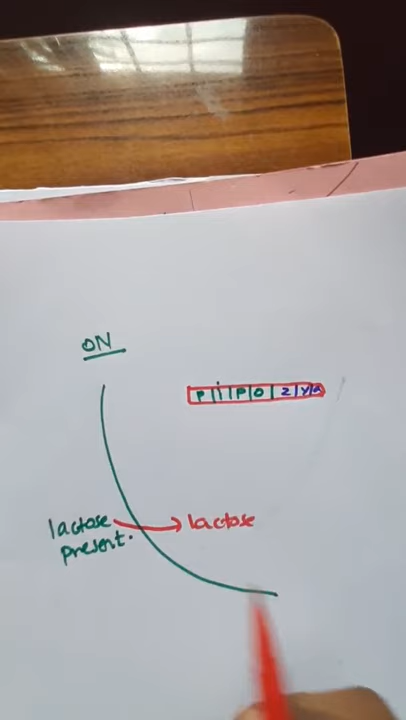 ON
P i P O z y a
lactose
present.
lactose